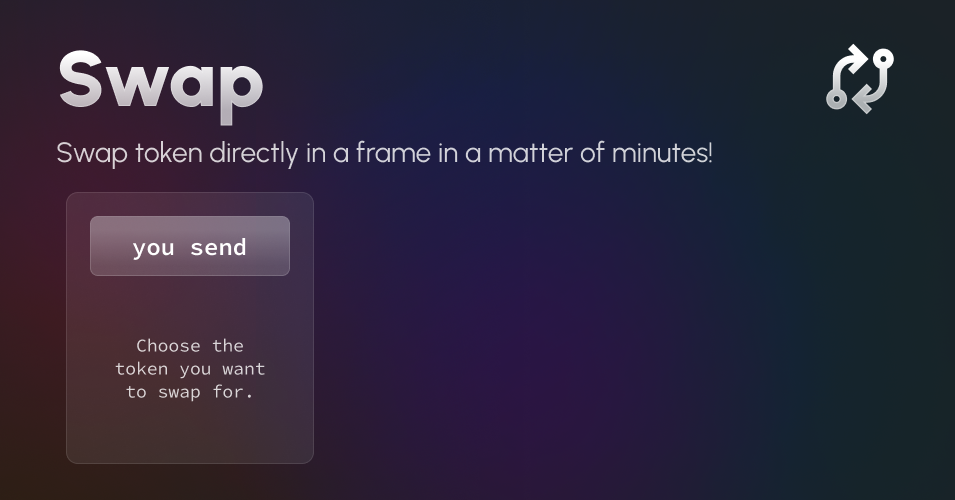 Swap
Swap token directly in a frame in a matter of minutes!
you send
Choose the
token you want
to swap for.